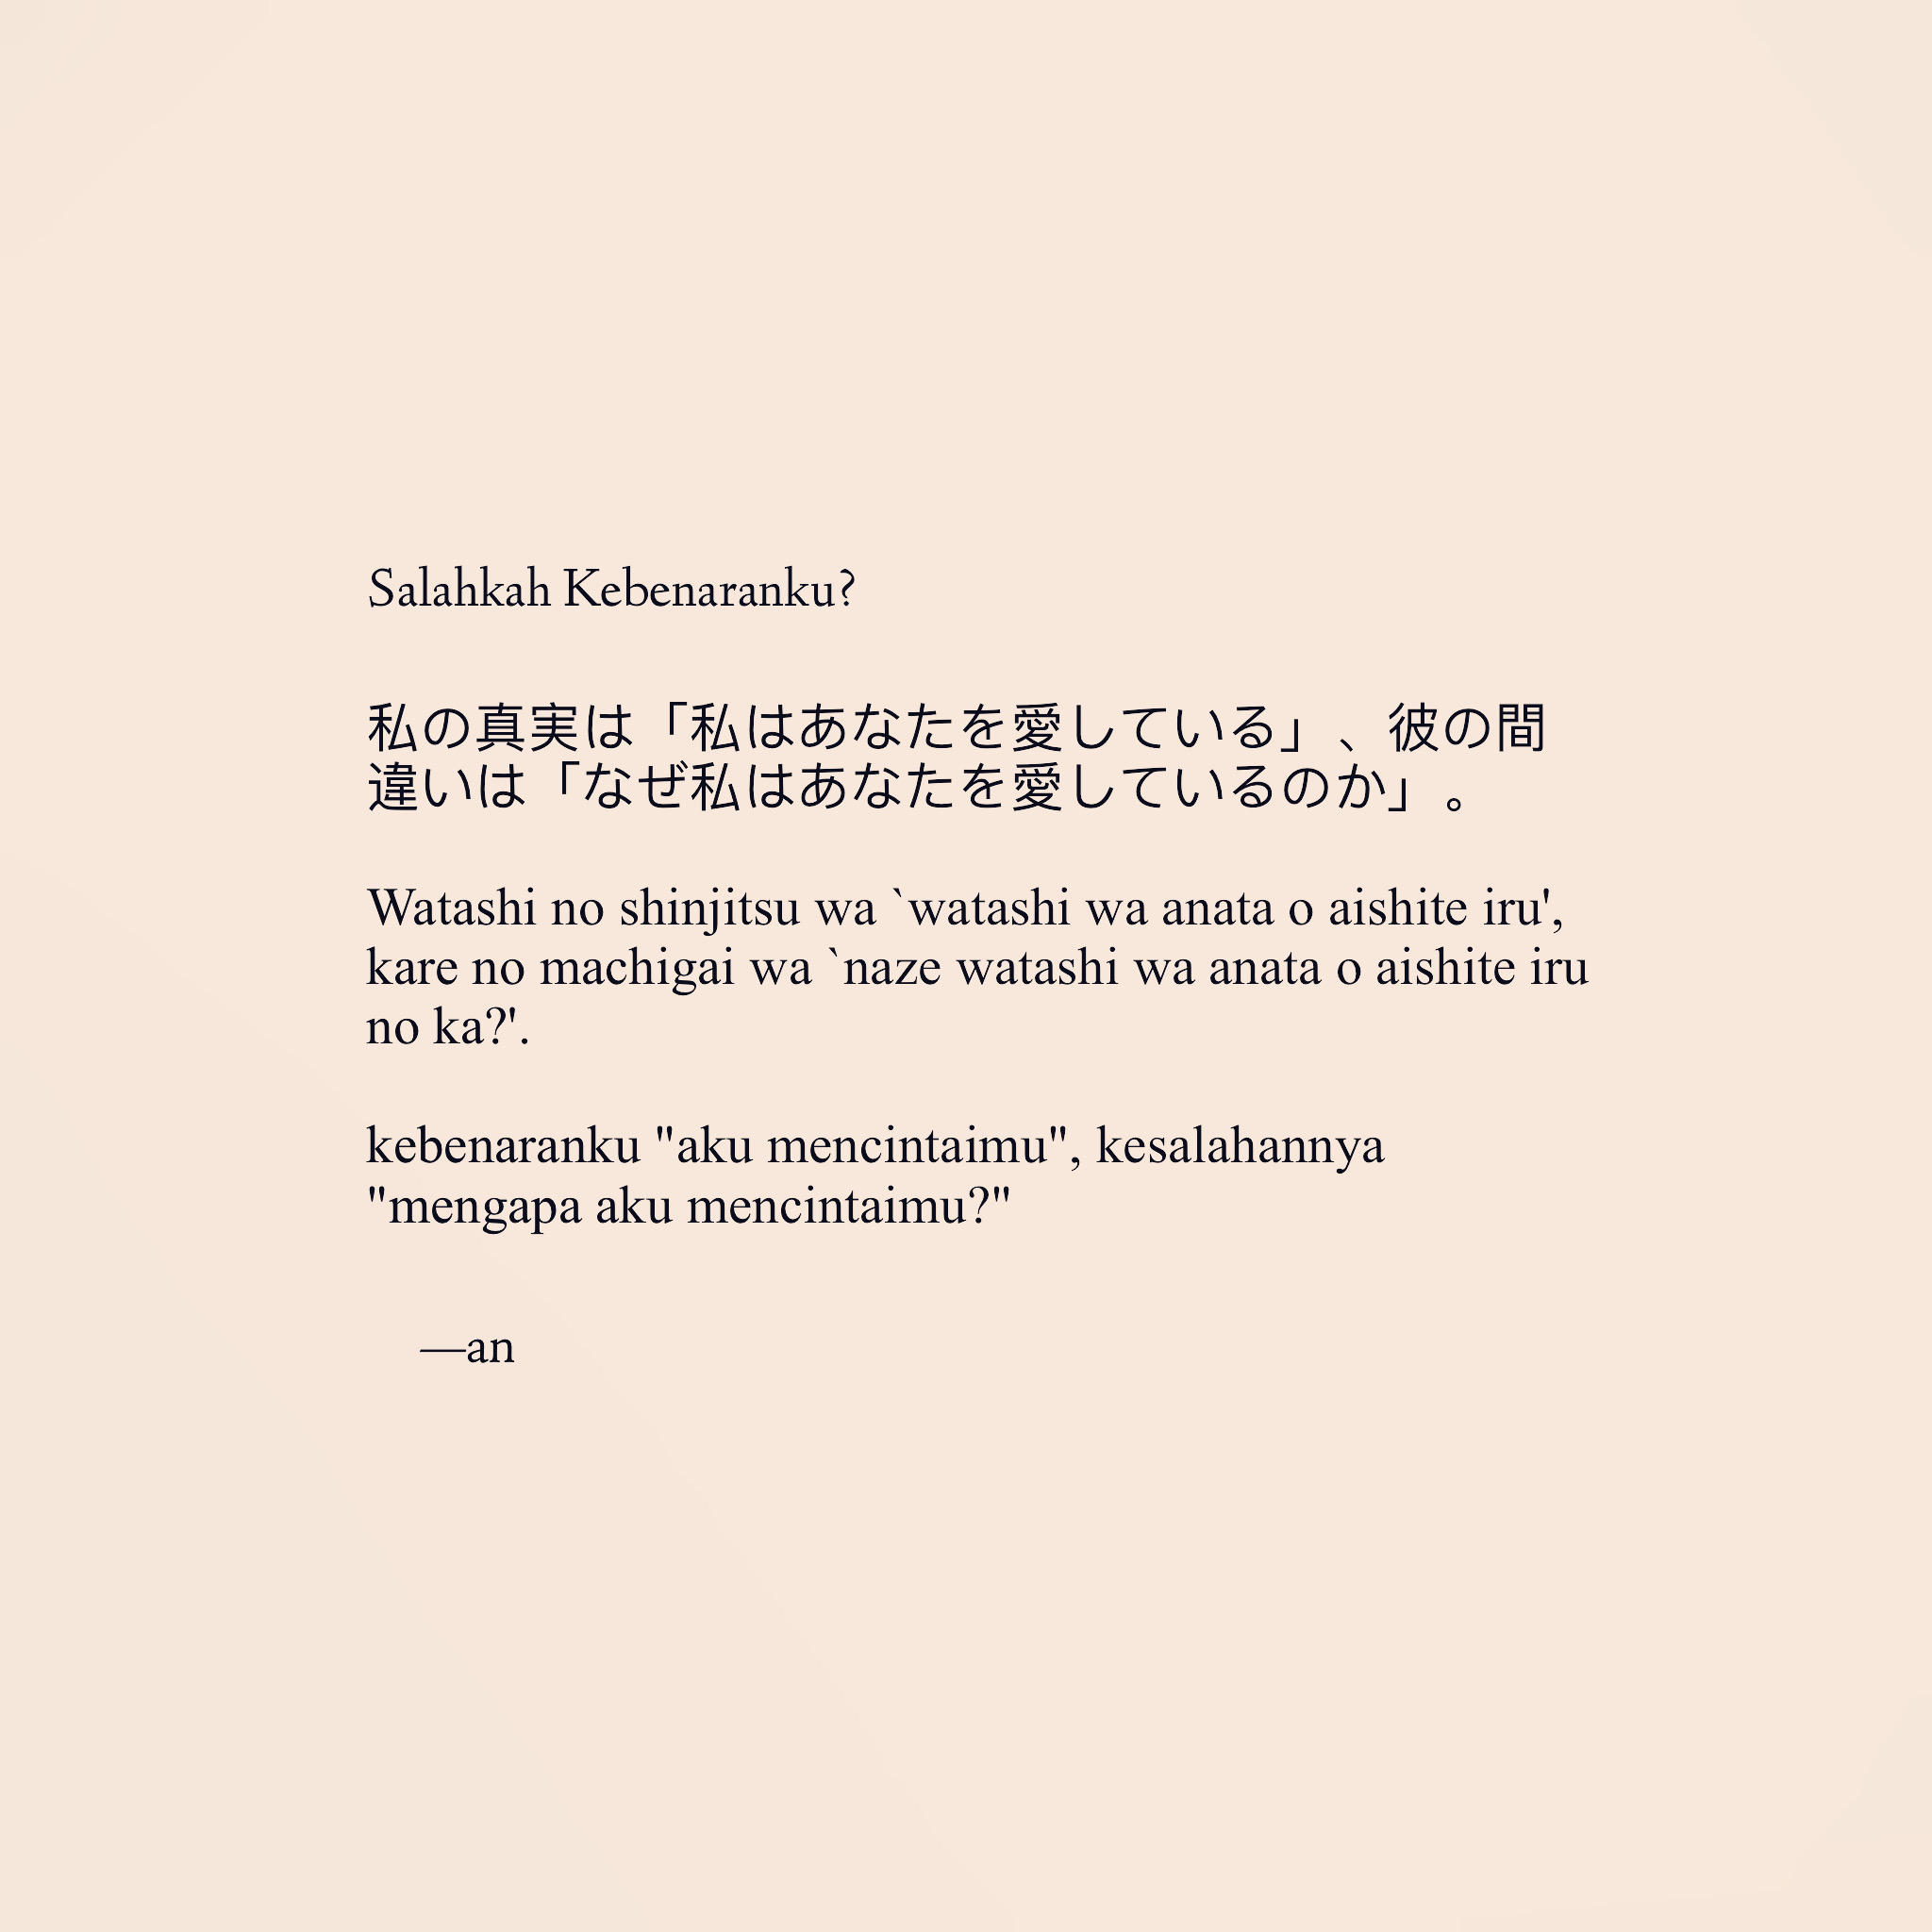 Salahkah Kebenaranku?
私の真実は「私はあなたを愛している」、彼の間
違いは「なぜ私はあなたを愛しているのか」。
Watashi no shinjitsu wa `watashi wa anata o aishite iru',
kare no machigai wa `naze watashi wa anata o aishite iru
no ka?'.
kebenaranku "aku mencintaimu", kesalahannya
"mengapa aku mencintaimu?"
—an